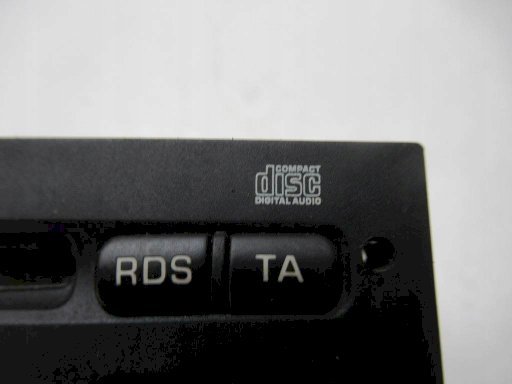 COMPACT
disc
DIGITAL AUDIO
RDS TA